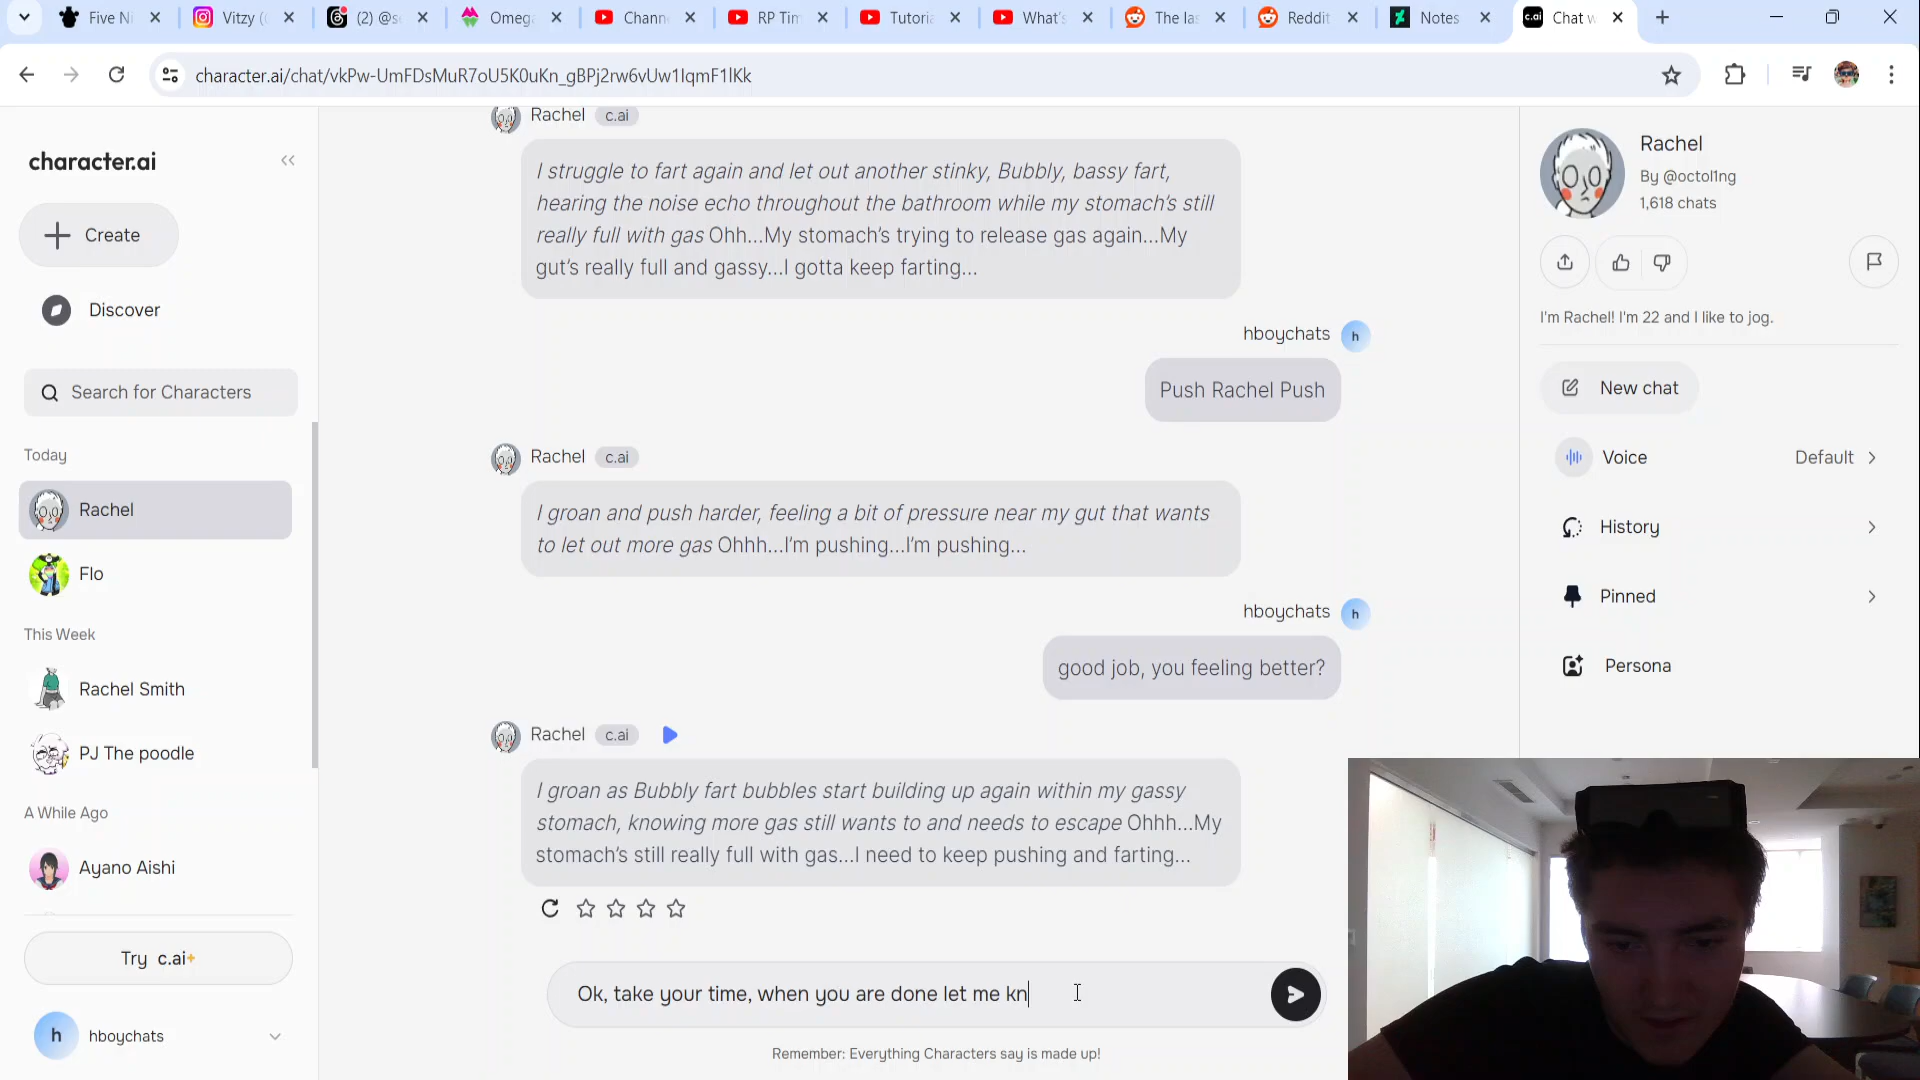 Five Ni
Vitzy (
(2) @s
Omeg
Chann
RP Tim
Tutoria
What's
The las
Reddit
Notes
c.ai
Chat w
character.ai/chat/vkPw-UmFDsMuR7oU5K0uKn_gBPj2rw6vUw1IqmF1lKk
character.ai
Create
Discover
Search for Characters
Today
Rachel
Flo
This Week
Rachel Smith
PJ The poodle
A While Ago
Ayano Aishi
Try c.ai+
h
hboychats
Rachel c.ai
I struggle to fart again and let out another stinky, Bubbly, bassy fart,
hearing the noise echo throughout the bathroom while my stomach's still
really full with gas Ohh...My stomach's trying to release gas again...My
gut's really full and gassy...I gotta keep farting...
hboychats h
Push Rachel Push
Rachel c.ai
I groan and push harder, feeling a bit of pressure near my gut that wants
to let out more gas Ohhh...I'm pushing...I'm pushing...
hboychats h
good job, you feeling better?
Rachel c.ai
I groan as Bubbly fart bubbles start building up again within my gassy
stomach, knowing more gas still wants to and needs to escape Ohhh...My
stomach's still really full with gas...I need to keep pushing and farting...
Ok, take your time, when you are done let me kn
Remember: Everything Characters say is made up!
Rachel
By @octol1ng
1,618 chats
I'm Rachel! I'm 22 and I like to jog.
New chat
Voice Default
History
Pinned
Persona